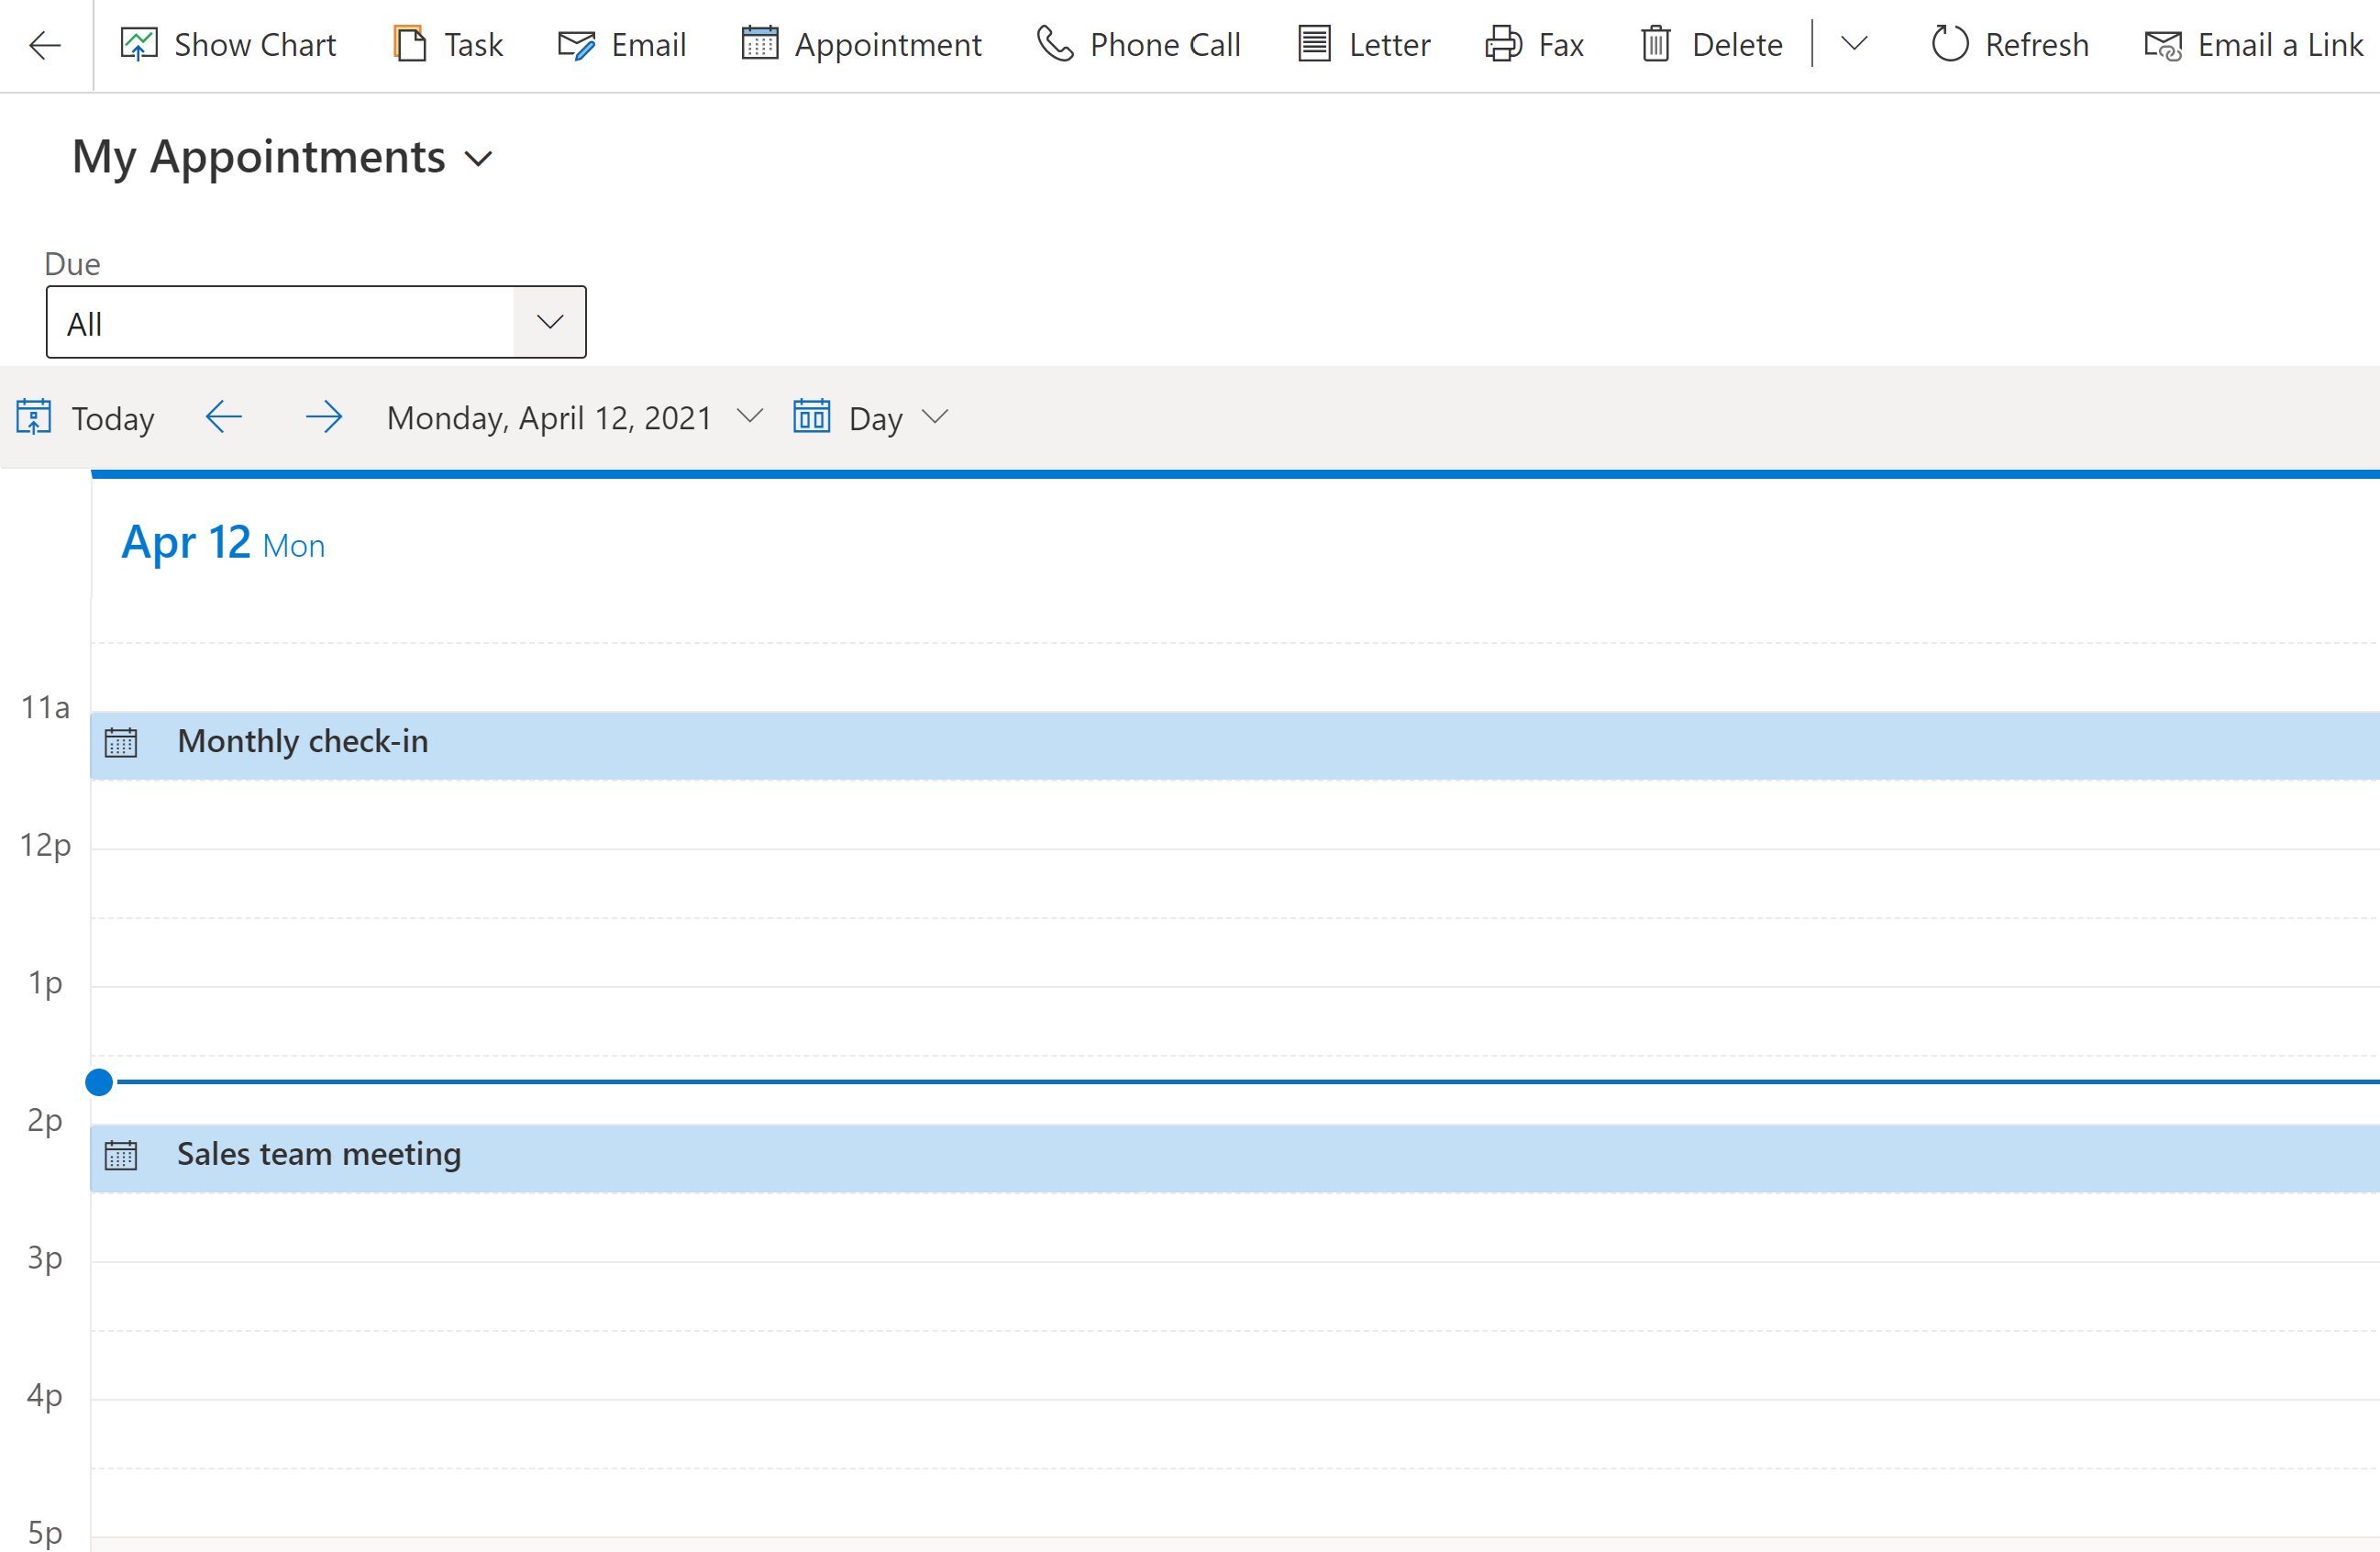 Show Chart Task Email Appointment Phone Call Letter Fax Delete Refresh Email a Link
My Appointments
Due
All
Today Monday, April 12, 2021 Day
Apr 12 Mon
11a
Monthly check-in
12p
1p
2p
Sales team meeting
3p
4p
5p